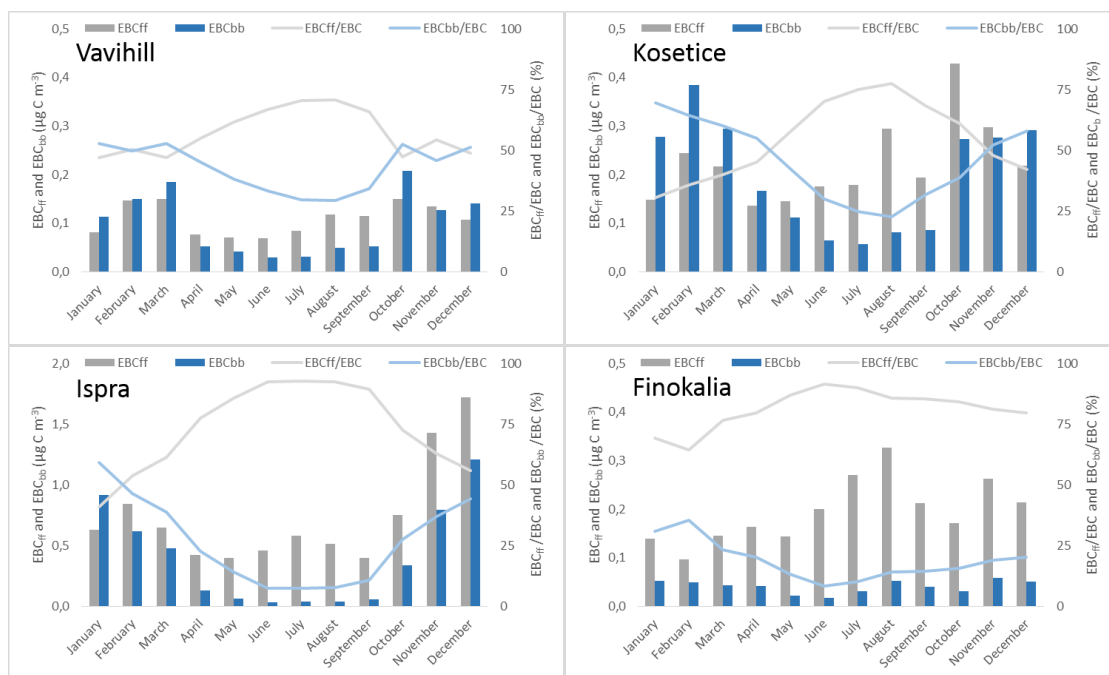 EBCff EBCbb EBCff/EBC EBCbb/EBC
Vavihill
EBCff and EBCbb (µg C m-3)
0,5
0,4
0,3
0,2
0,1
0,0
100
75
50
25
0
EBCff/EBC and EBCbb/EBC (%)
January February March April May June July August September October November December
EBCff EBCbb EBCff/EBC EBCbb/EBC
Kosetice
EBCff and EBCbb (µg C m-3)
0,5
0,4
0,3
0,2
0,1
0,0
100
75
50
25
0
EBCff/EBC and EBCb /EBC (%)
January February March April May June July August September October November December
EBCff EBCbb EBCff/EBC EBCbb/EBC
Ispra
EBCff and EBCbb (µg C m-3)
2,0
1,5
1,0
0,5
0,0
100
75
50
25
0
EBCff /EBC and EBCbb /EBC (%)
January February March April May June July August September October November December
EBCff EBCbb EBCff/EBC EBCbb/EBC
Finokalia
EBCff and EBCbb (µg C m-3)
0,5
0,4
0,3
0,2
0,1
0,0
100
75
50
25
0
EBCff/EBC and EBCbb/EBC (%)
January February March April May June July August September October November December